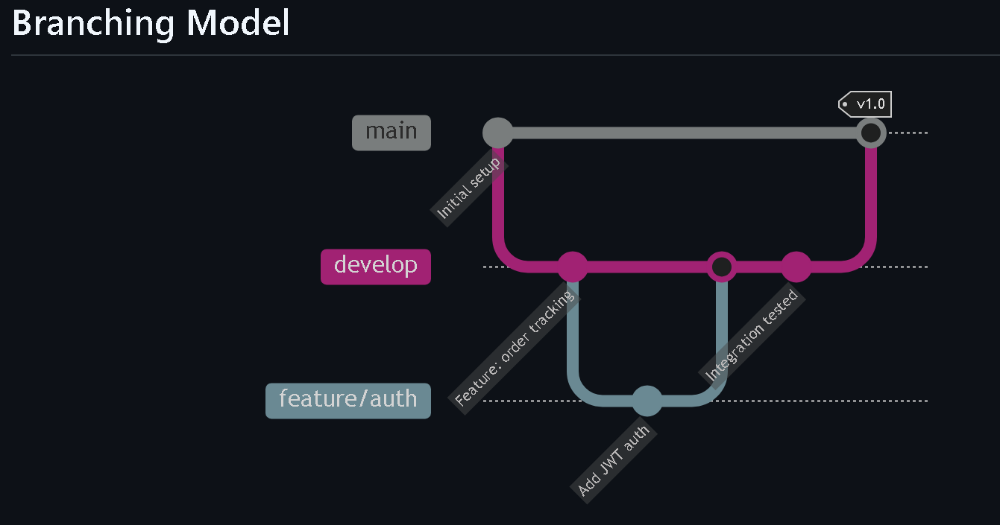 Branching Model
v1.0
main
Initial setup
develop
Feature: order tracking
Integration tested
feature/auth
Add JWT auth